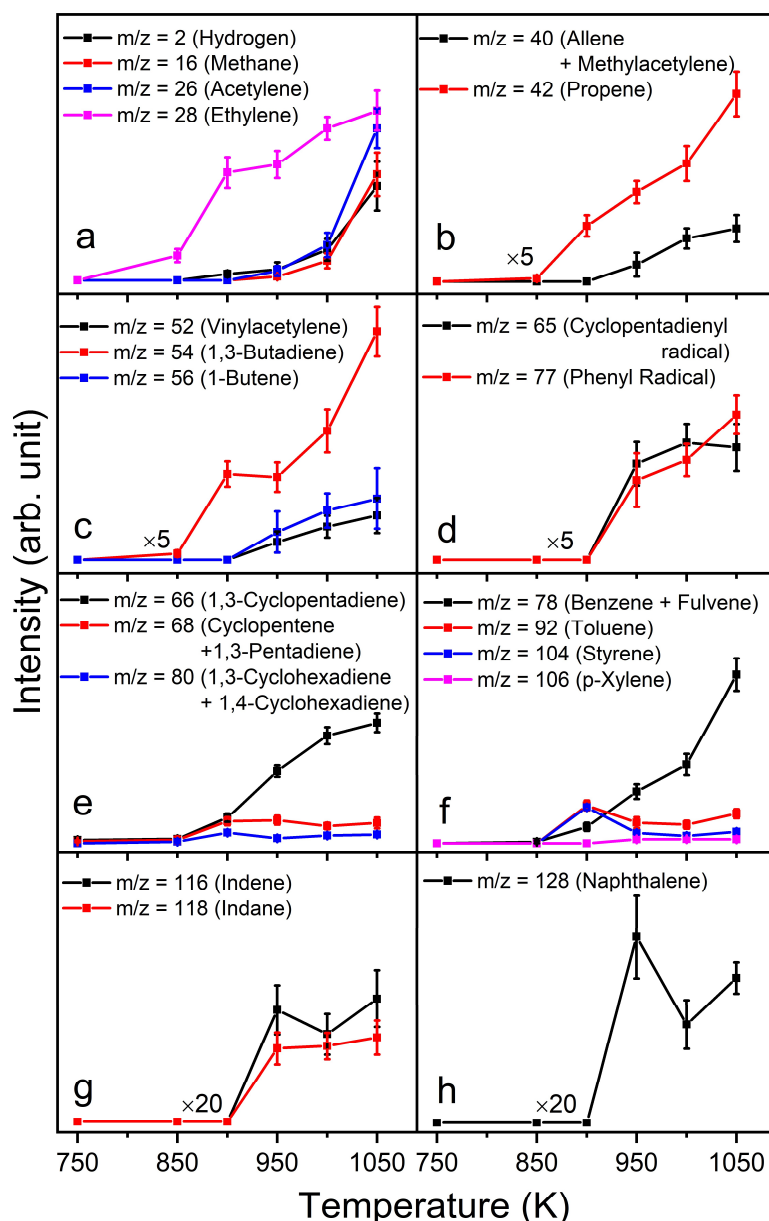 m/z = 2 (Hydrogen)
m/z = 16 (Methane)
m/z = 26 (Acetylene)
m/z = 28 (Ethylene)
a
m/z = 40 (Allene
+ Methylacetylene)
m/z = 42 (Propene)
×5
b
m/z = 52 (Vinylacetylene)
m/z = 54 (1,3-Butadiene)
m/z = 56 (1-Butene)
×5
c
m/z = 65 (Cyclopentadienyl
radical)
m/z = 77 (Phenyl Radical)
×5
d
m/z = 66 (1,3-Cyclopentadiene)
m/z = 68 (Cyclopentene
+1,3-Pentadiene)
m/z = 80 (1,3-Cyclohexadiene
+ 1,4-Cyclohexadiene)
e
m/z = 78 (Benzene + Fulvene)
m/z = 92 (Toluene)
m/z = 104 (Styrene)
m/z = 106 (p-Xylene)
f
m/z = 116 (Indene)
m/z = 118 (Indane)
×20
g
m/z = 128 (Naphthalene)
×20
h
Intensity (arb. unit)
750 850 950 1050 750 850 950 1050
Temperature (K)